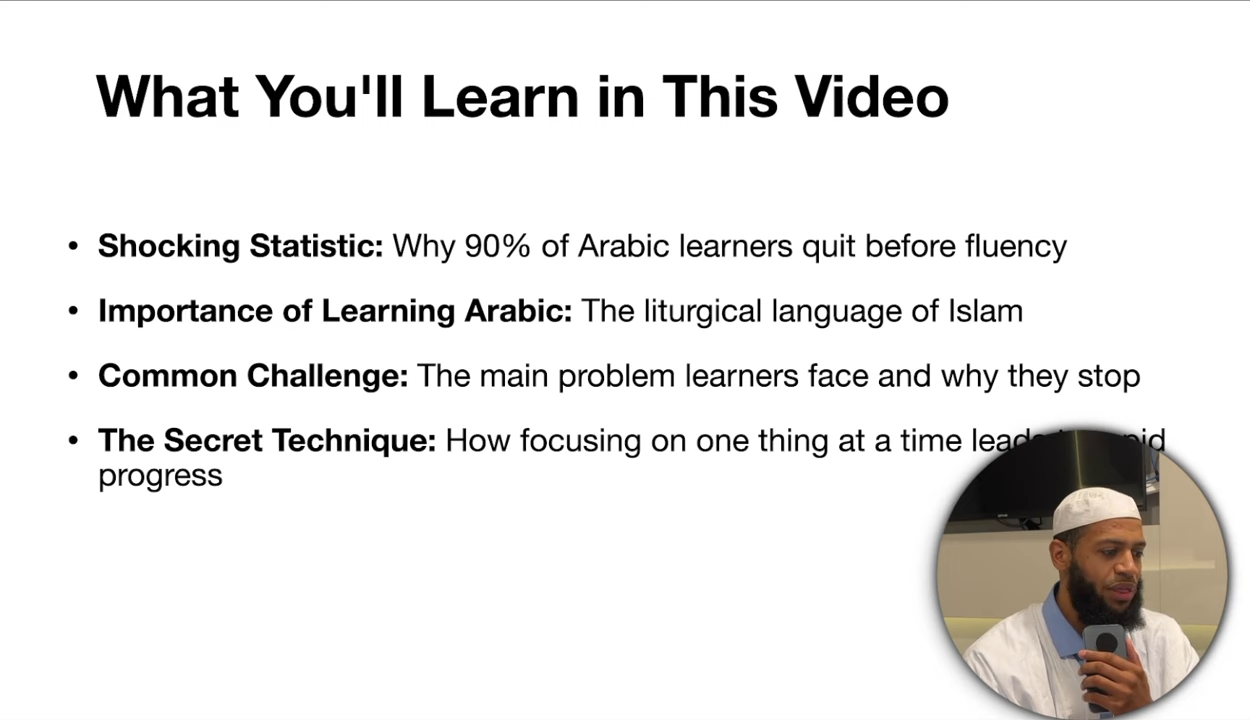 What You'll Learn in This Video
• Shocking Statistic: Why 90% of Arabic learners quit before fluency
• Importance of Learning Arabic: The liturgical language of Islam
• Common Challenge: The main problem learners face and why they stop
• The Secret Technique: How focusing on one thing at a time leads
progress